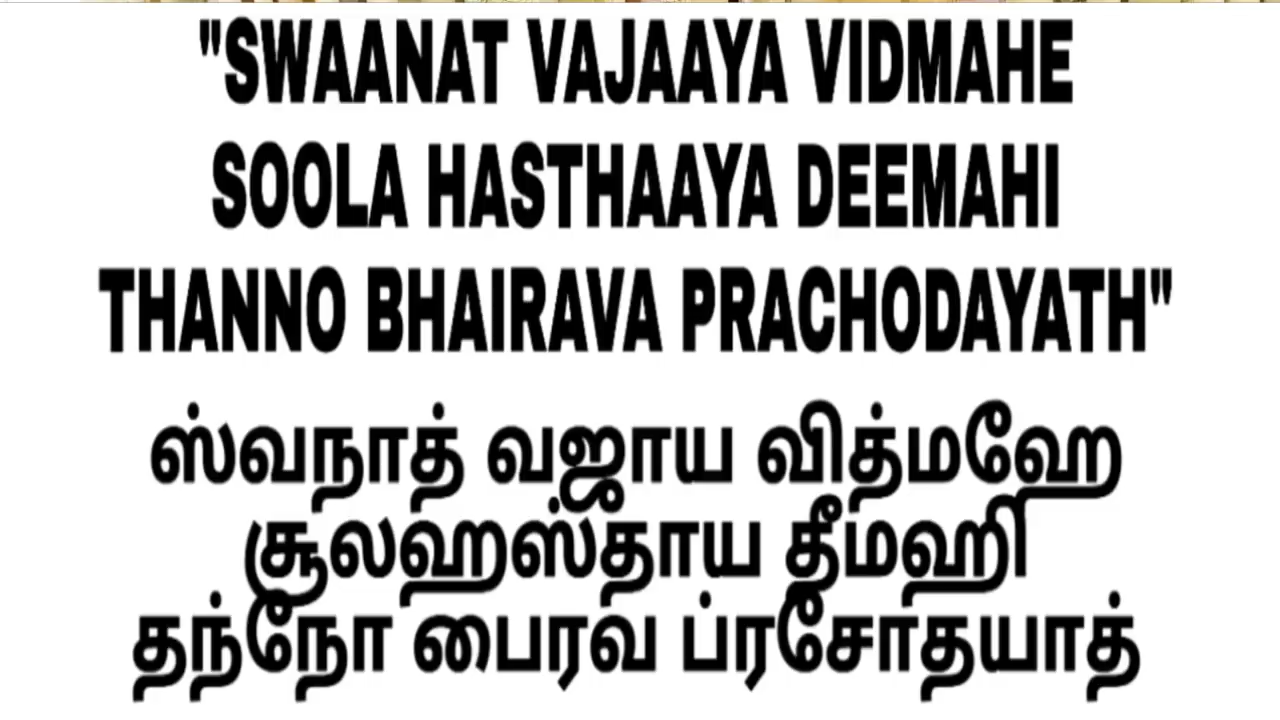 "SWAANAT VAJAAYA VIDMAHE
SOOLA HASTHAAYA DEEMAHI
THANNO BHAIRAVA PRACHODAYATH"
ஸ்வநாத் வஜாய வித்மஹே
சூலஹஸ்தாய தீமஹி
தந்நோ பைரவ ப்ரசோதயாத்